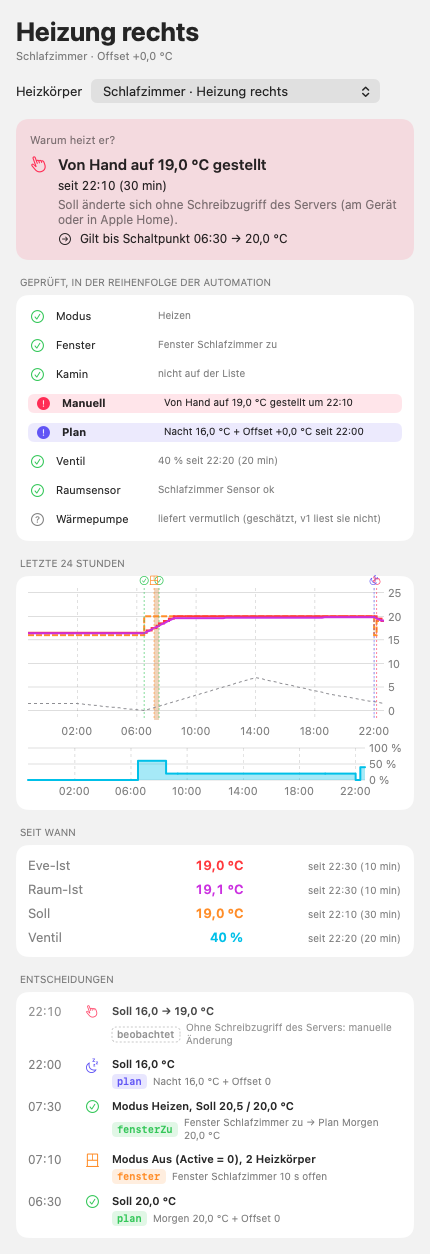 Heizung rechts
Schlafzimmer · Offset +0,0 °C
Heizkörper Schlafzimmer · Heizung rechts
Warum heizt er?
Von Hand auf 19,0 °C gestellt
seit 22:10 (30 min)
Soll änderte sich ohne Schreibzugriff des Servers (am Gerät
oder in Apple Home).
Gilt bis Schaltpunkt 06:30 → 20,0 °C
GEPRÜFT, IN DER REIHENFOLGE DER AUTOMATION
Modus Heizen
Fenster Fenster Schlafzimmer zu
Kamin nicht auf der Liste
Manuell Von Hand auf 19,0 °C gestellt um 22:10
Plan Nacht 16,0 °C + Offset +0,0 °C seit 22:00
Ventil 40 % seit 22:20 (20 min)
Raumsensor Schlafzimmer Sensor ok
Wärmepumpe liefert vermutlich (geschätzt, v1 liest sie nicht)
LETZTE 24 STUNDEN
25
20
15
10
5
0
02:00 06:00 10:00 14:00 18:00 22:00
100 %
50 %
0 %
02:00 06:00 10:00 14:00 18:00 22:00
SEIT WANN
Eve-Ist 19,0 °C seit 22:30 (10 min)
Raum-Ist 19,1 °C seit 22:30 (10 min)
Soll 19,0 °C seit 22:10 (30 min)
Ventil 40 % seit 22:20 (20 min)
ENTSCHEIDUNGEN
22:10 Soll 16,0 → 19,0 °C
beobachtet Ohne Schreibzugriff des Servers: manuelle
Änderung
22:00 Soll 16,0 °C
plan Nacht 16,0 °C + Offset 0
07:30 Modus Heizen, Soll 20,5 / 20,0 °C
fensterZu Fenster Schlafzimmer zu → Plan Morgen
20,0 °C
07:10 Modus Aus (Active = 0), 2 Heizkörper
fenster Fenster Schlafzimmer 10 s offen
06:30 Soll 20,0 °C
plan Morgen 20,0 °C + Offset 0